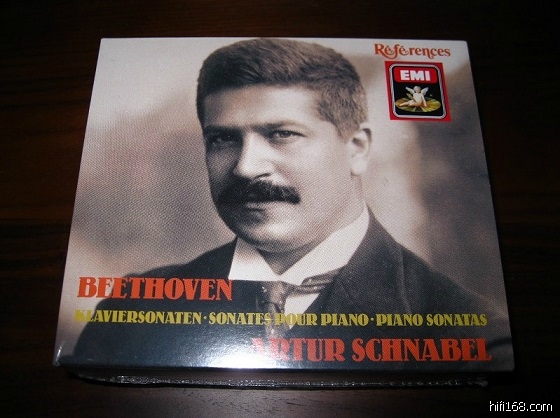 Références
EMI
BEETHOVEN
KLAVIERSONATEN · SONATES POUR PIANO · PIANO SONATAS
ARTUR SCHNABEL
hifi168.com